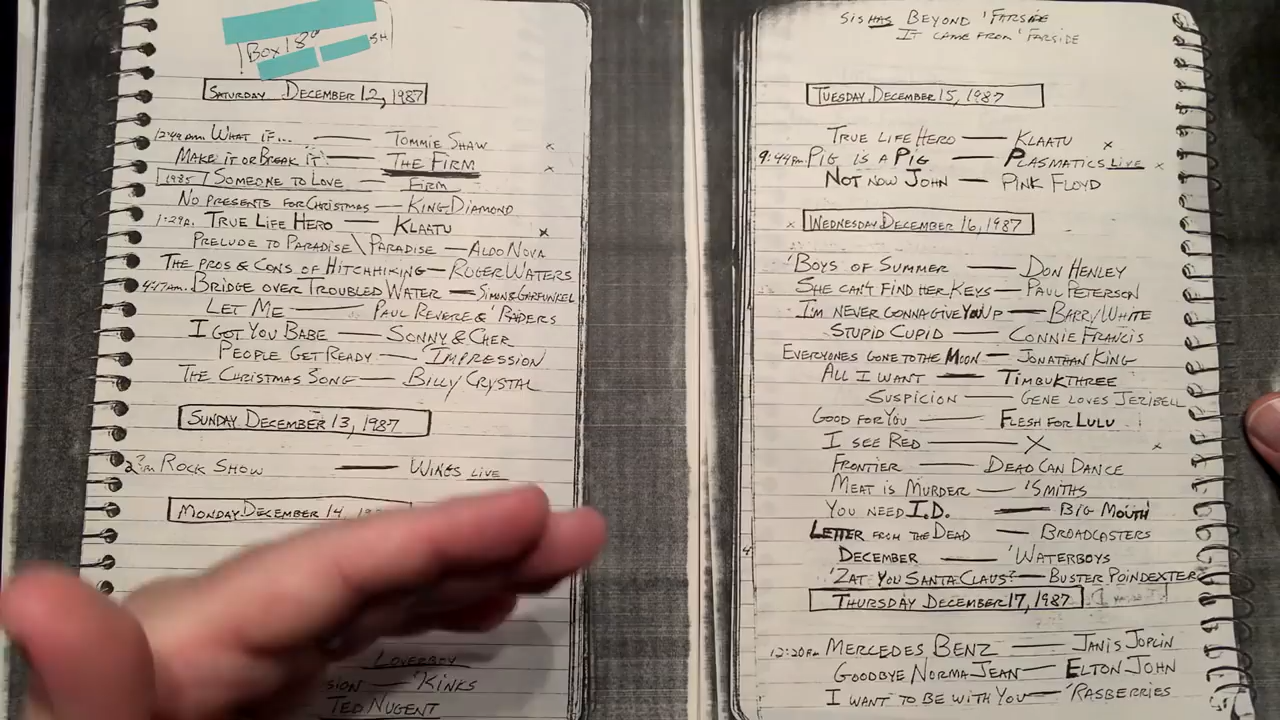 Box 18
SH
SATURDAY DECEMBER 12, 1987
12:49AM. WHAT IF... — TOMMIE SHAW x
MAKE IT OR BREAK IT — THE FIRM x
1985 SOMEONE TO LOVE — FIRM
NO PRESENTS FOR CHRISTMAS — KING DIAMOND
1:29A. TRUE LIFE HERO — KLAATU x
PRELUDE TO PARADISE\PARADISE — ALDO NOVA
THE PROS & CONS OF HITCHHIKING — ROGER WATERS
4:17AM. BRIDGE OVER TROUBLED WATER — SIMON & GARFUNKEL
LET ME — PAUL REVERE & 'RAIDERS
I GOT YOU BABE — SONNY & CHER
PEOPLE GET READY — IMPRESSION
THE CHRISTMAS SONG — BILLY CRYSTAL
SUNDAY DECEMBER 13, 1987
ROCK SHOW — WINGS LIVE
MONDAY DECEMBER 14,
LOVERBOY
SION — 'KINKS
TED NUGENT
SIS HAS BEYOND 'FARSIDE
IT CAME FROM 'FARSIDE
TUESDAY DECEMBER 15, 1987
TRUE LIFE HERO — KLAATU x
9:44PM. PIG IS A PIG — PLASMATICS LIVE x
NOT NOW JOHN — PINK FLOYD
x WEDNESDAY DECEMBER 16, 1987
'BOYS OF SUMMER — DON HENLEY
SHE CAN'T FIND HER KEYS — PAUL PETERSON
I'M NEVER GONNA GIVE YOU UP — BARRY WHITE
STUPID CUPID — CONNIE FRANCIS
EVERYONES GONE TO THE MOON — JONATHAN KING
ALL I WANT — TIMBUKTHREE
SUSPICION — GENE LOVES JEZIBELL
GOOD FOR YOU — FLESH FOR LULU
I SEE RED — X x
FRONTIER — DEAD CAN DANCE
MEAT IS MURDER — 'SMITHS
YOU NEED I.D. — BIG MOUTH
LETTER FROM THE DEAD — BROADCASTERS
DECEMBER — 'WATERBOYS
'ZAT YOU SANTA CLAUS? — BUSTER POINDEXTER
THURSDAY DECEMBER 17, 1987
12:20AM MERCEDES BENZ — JANIS JOPLIN
GOODBYE NORMA JEAN — ELTON JOHN
I WANT TO BE WITH YOU — 'RASBERRIES